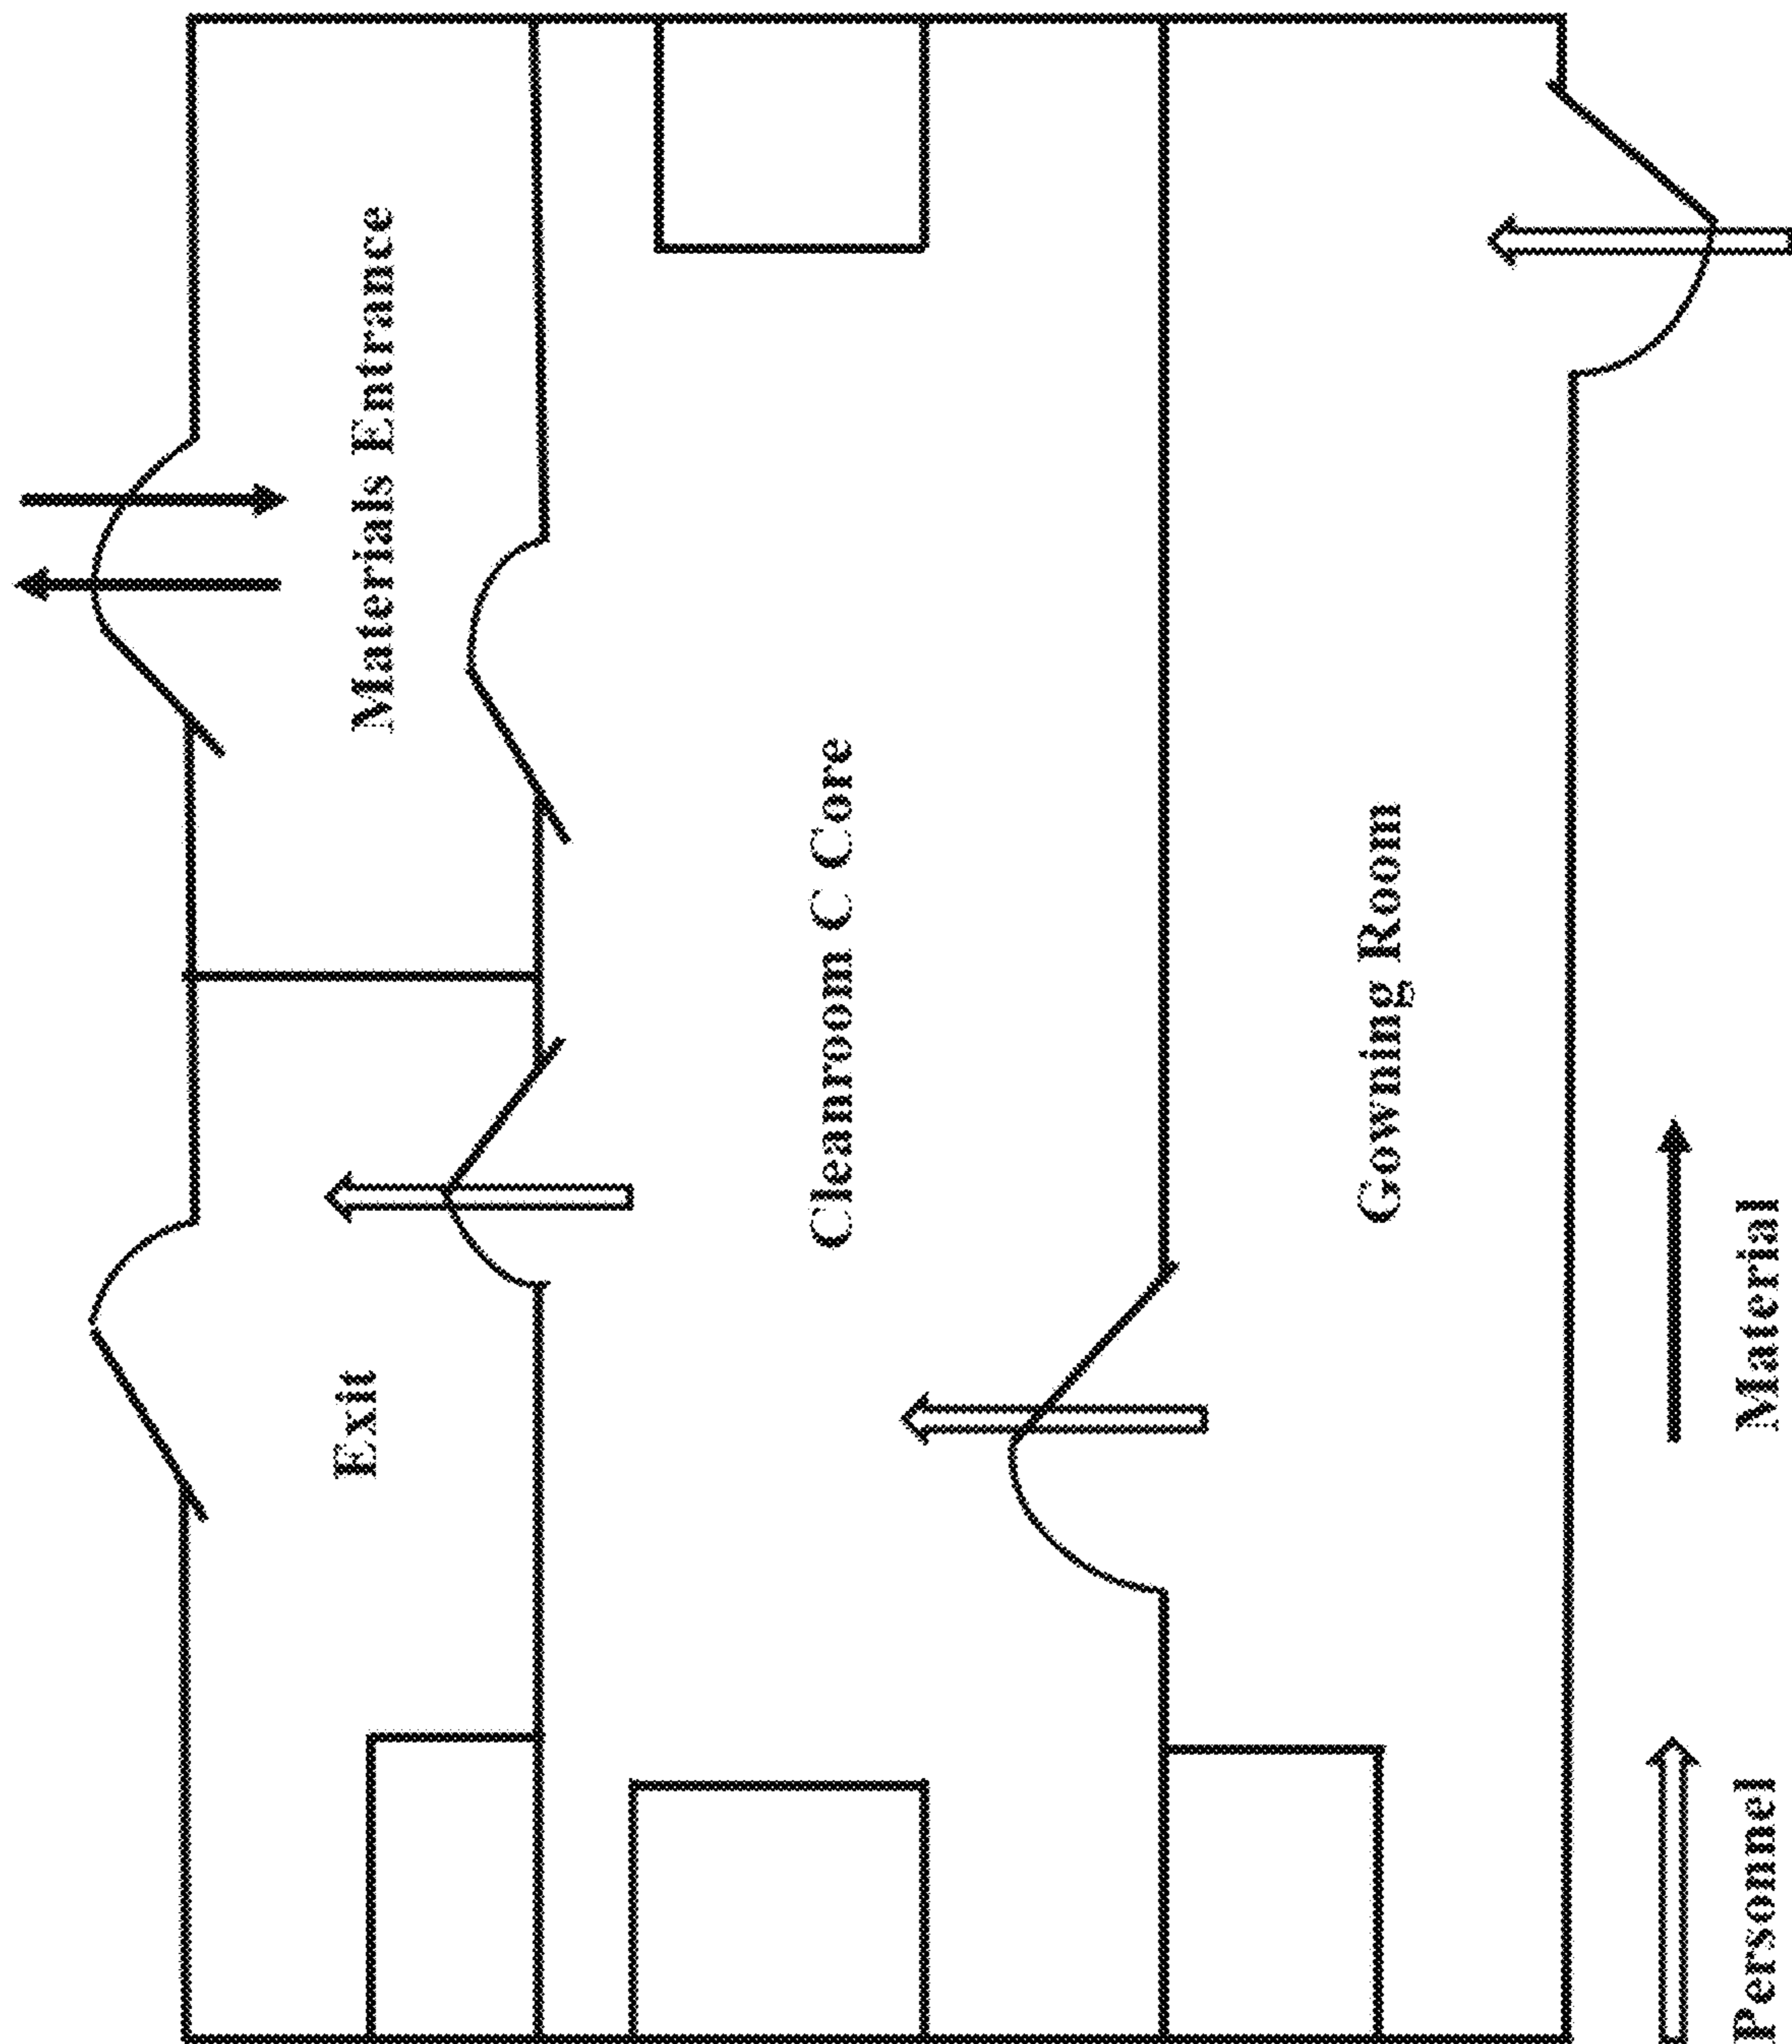 Exit
Materials Entrance
Cleanroom C Core
Gowning Room
Personnel
Material